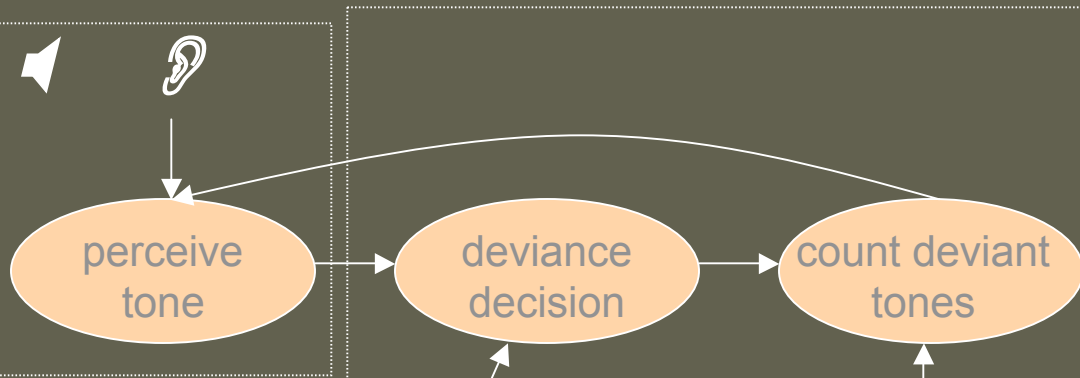 perceive
tone
deviance
decision
count deviant
tones